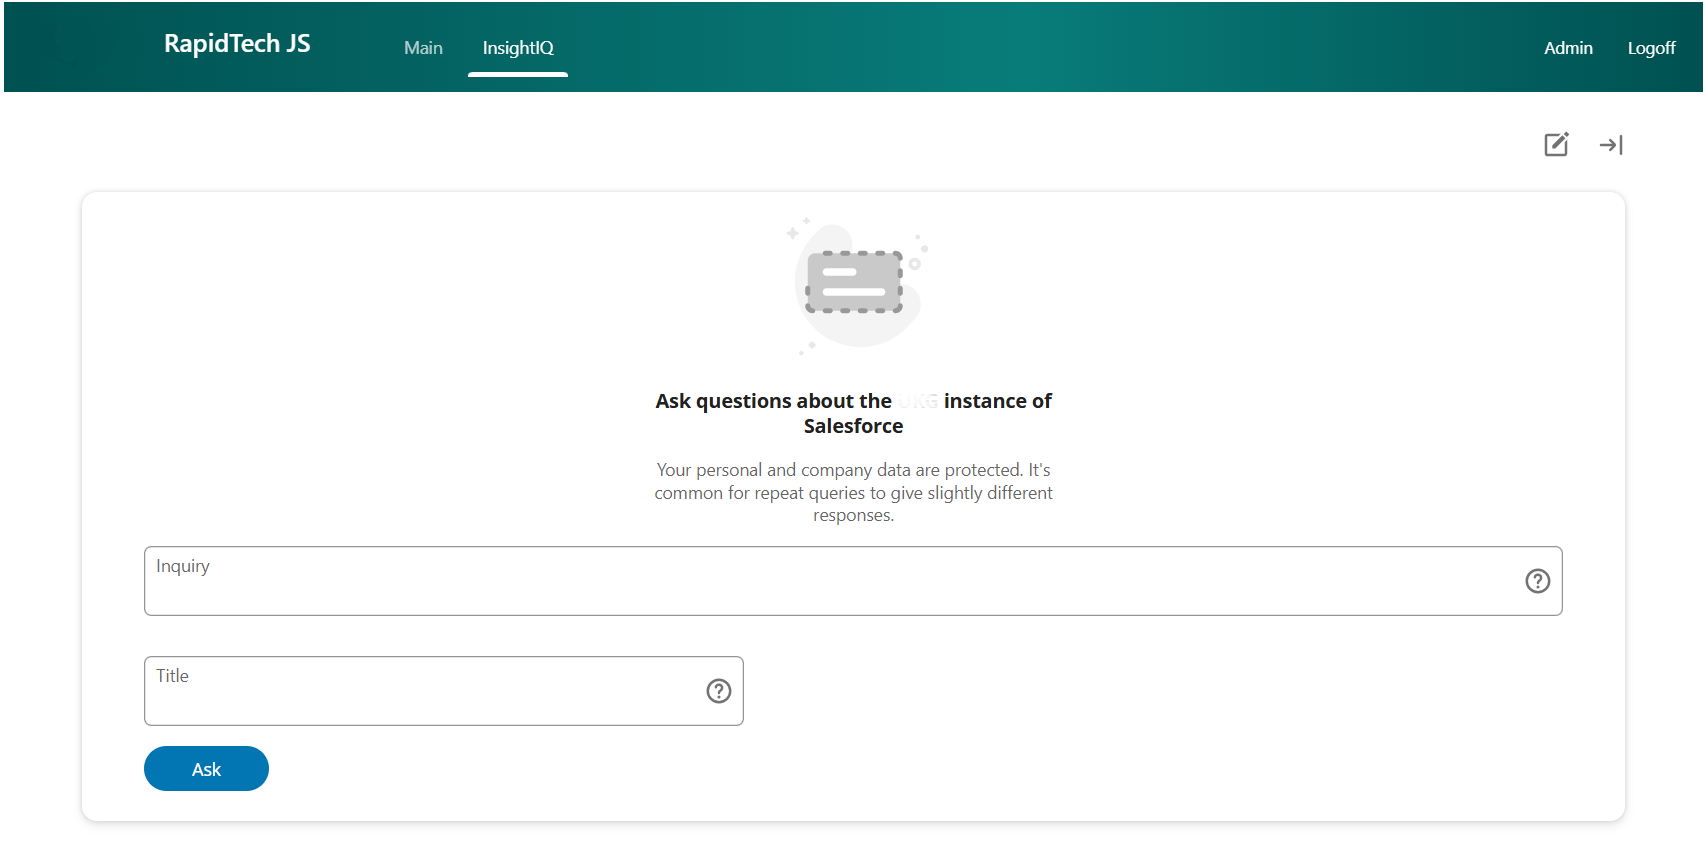 RapidTech JS
Main
InsightIQ
Admin
Logoff
Ask questions about the UKG instance of
Salesforce
Your personal and company data are protected. It's
common for repeat queries to give slightly different
responses.
Inquiry
Title
Ask